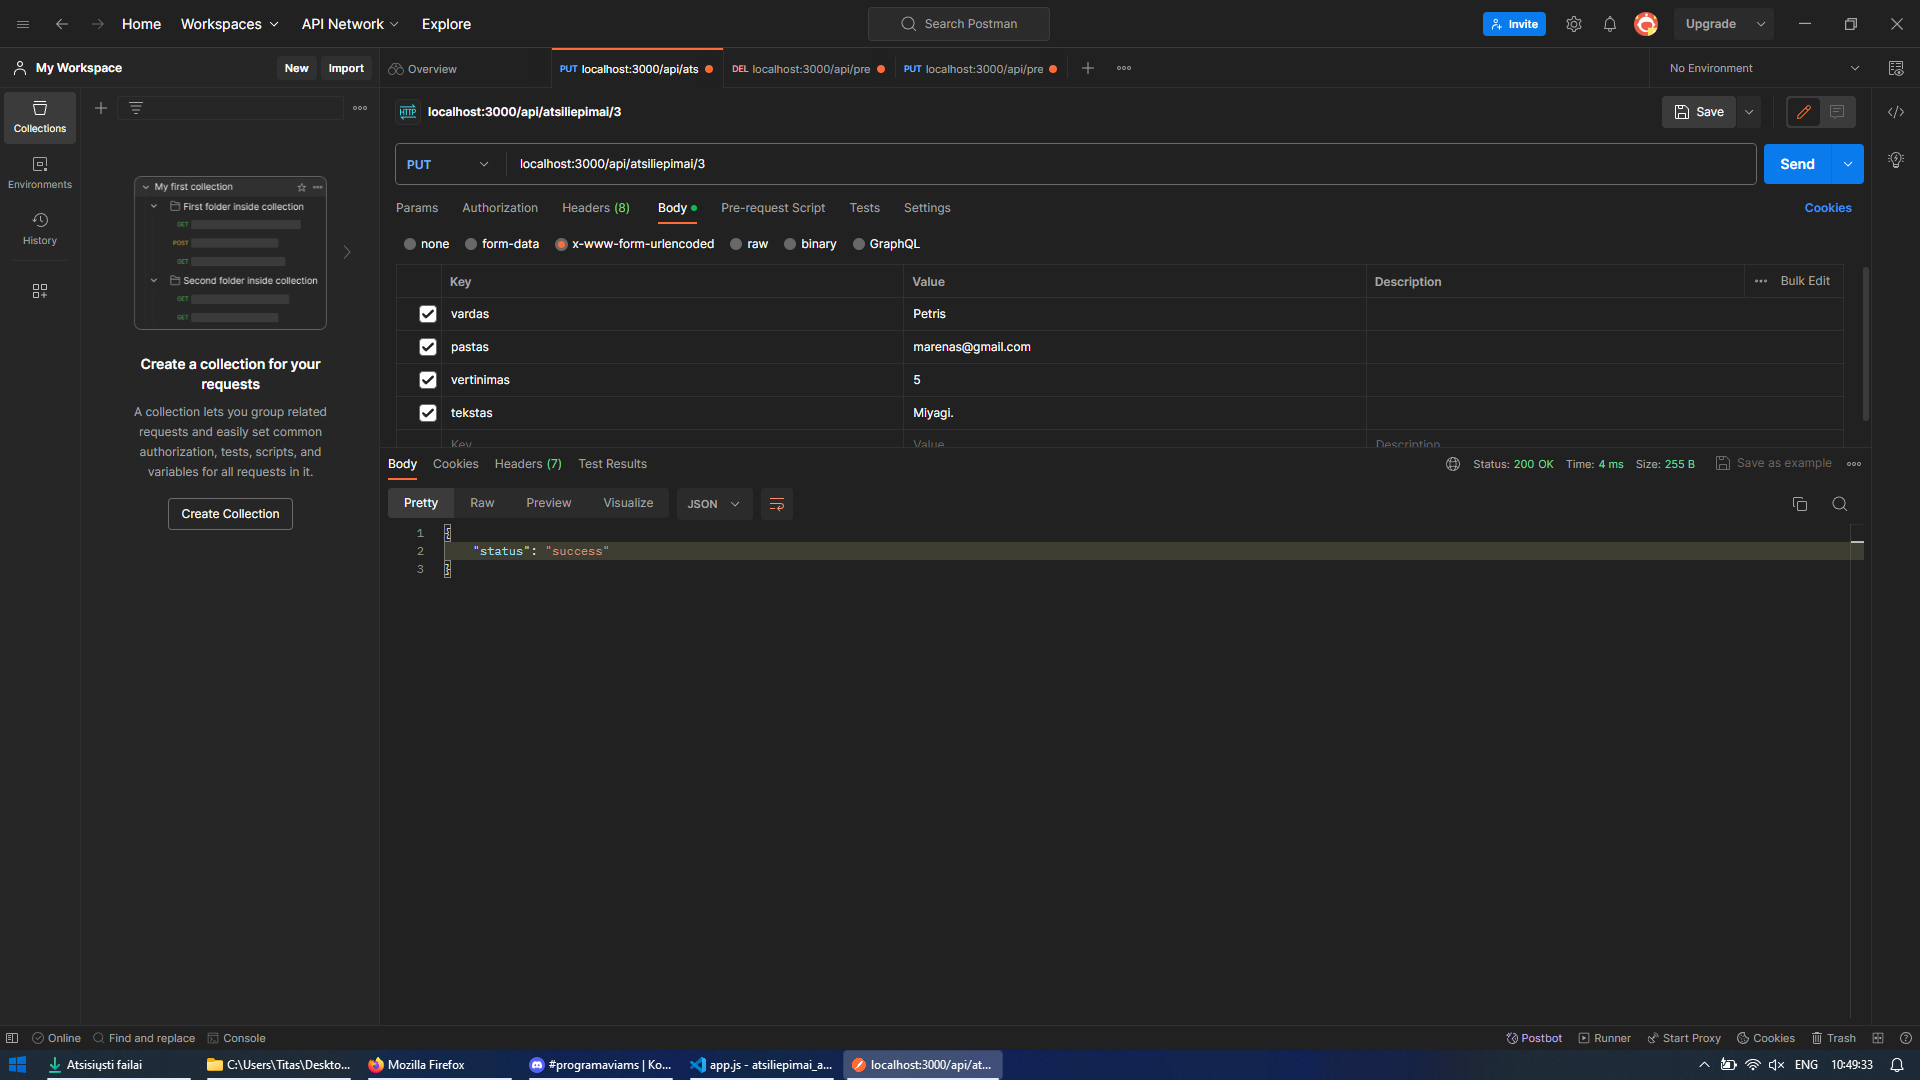 Home Workspaces API Network Explore Search Postman Invite Upgrade
My Workspace New Import Overview PUT localhost:3000/api/ats DEL localhost:3000/api/pre PUT localhost:3000/api/pre No Environment
Collections
Environments
History
My first collection
First folder inside collection
GET
POST
GET
Second folder inside collection
GET
GET
Create a collection for your
requests
A collection lets you group related
requests and easily set common
authorization, tests, scripts, and
variables for all requests in it.
Create Collection
HTTP localhost:3000/api/atsiliepimai/3 Save
PUT localhost:3000/api/atsiliepimai/3 Send
Params Authorization Headers (8) Body Pre-request Script Tests Settings Cookies
none form-data x-www-form-urlencoded raw binary GraphQL
Key Value Description Bulk Edit
vardas Petris
pastas marenas@gmail.com
vertinimas 5
tekstas Miyagi.
Key Value Description
Body Cookies Headers (7) Test Results Status: 200 OK Time: 4 ms Size: 255 B Save as example
Pretty Raw Preview Visualize JSON
1 {
2 "status": "success"
3 }
Online Find and replace Console Postbot Runner Start Proxy Cookies Trash
Atsisiųsti failai C:\Users\Titas\Deskto... Mozilla Firefox #programaviams | Ko... app.js - atsiliepimai_a... localhost:3000/api/at... ENG 10:49:33